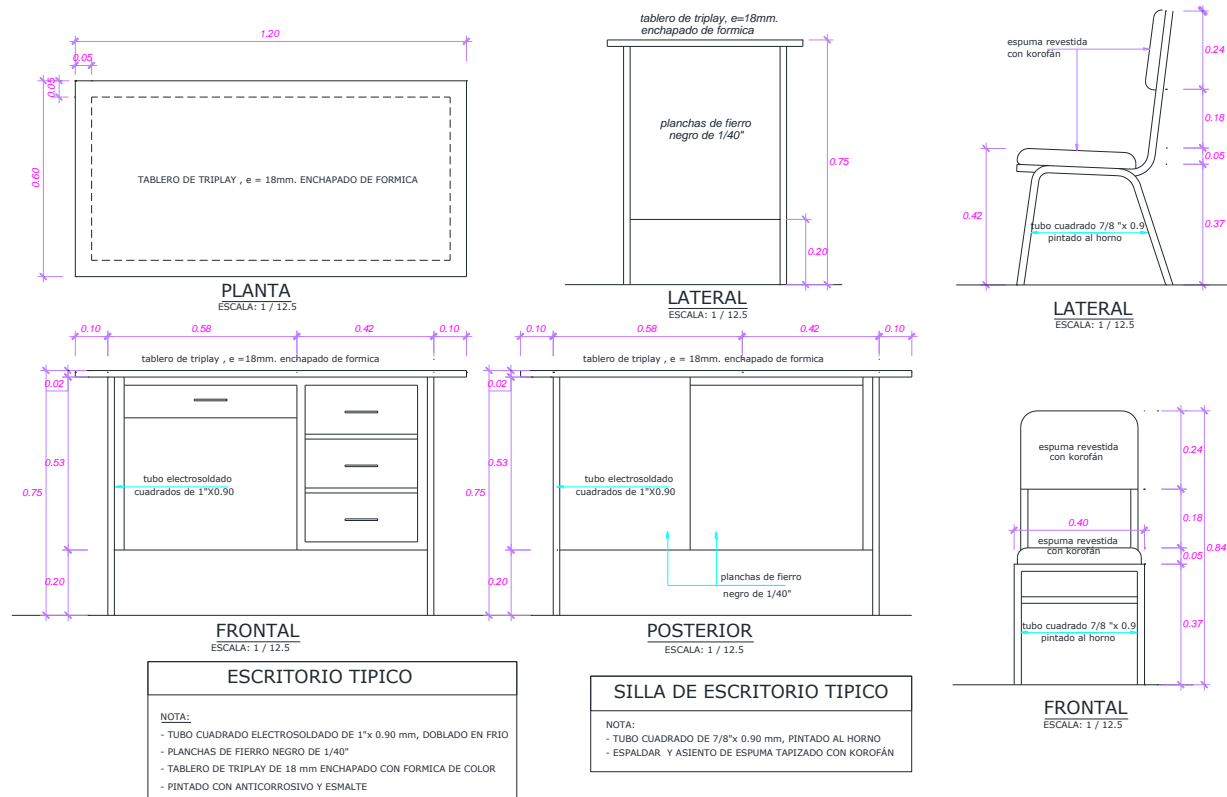 1.20
0.05
0.05
0.60
TABLERO DE TRIPLAY , e = 18mm. ENCHAPADO DE FORMICA
PLANTA
ESCALA: 1 / 12.5
tablero de triplay, e=18mm.
enchapado de formica
planchas de fierro
negro de 1/40"
0.75
0.20
LATERAL
ESCALA: 1 / 12.5
espuma revestida
con korofán
0.24
0.18
0.05
0.37
0.42
tubo cuadrado 7/8 "x 0.9
pintado al horno
LATERAL
ESCALA: 1 / 12.5
0.10
0.58
0.42
0.10
tablero de triplay , e =18mm. enchapado de formica
0.02
0.53
0.75
0.20
tubo electrosoldado
cuadrados de 1"X0.90
FRONTAL
ESCALA: 1 / 12.5
0.10
0.58
0.42
0.10
tablero de triplay , e = 18mm. enchapado de formica
0.02
0.53
0.75
0.20
tubo electrosoldado
cuadrados de 1"X0.90
planchas de fierro
negro de 1/40"
POSTERIOR
ESCALA: 1 / 12.5
espuma revestida
con korofán
0.24
0.18
0.40
0.84
espuma revestida
con korofán
0.05
0.37
tubo cuadrado 7/8 "x 0.9
pintado al horno
FRONTAL
ESCALA: 1 / 12.5
ESCRITORIO TIPICO
NOTA:
- TUBO CUADRADO ELECTROSOLDADO DE 1"x 0.90 mm, DOBLADO EN FRIO
- PLANCHAS DE FIERRO NEGRO DE 1/40"
- TABLERO DE TRIPLAY DE 18 mm ENCHAPADO CON FORMICA DE COLOR
- PINTADO CON ANTICORROSIVO Y ESMALTE
SILLA DE ESCRITORIO TIPICO
NOTA:
- TUBO CUADRADO DE 7/8"x 0.90 mm, PINTADO AL HORNO
- ESPALDAR Y ASIENTO DE ESPUMA TAPIZADO CON KOROFÁN